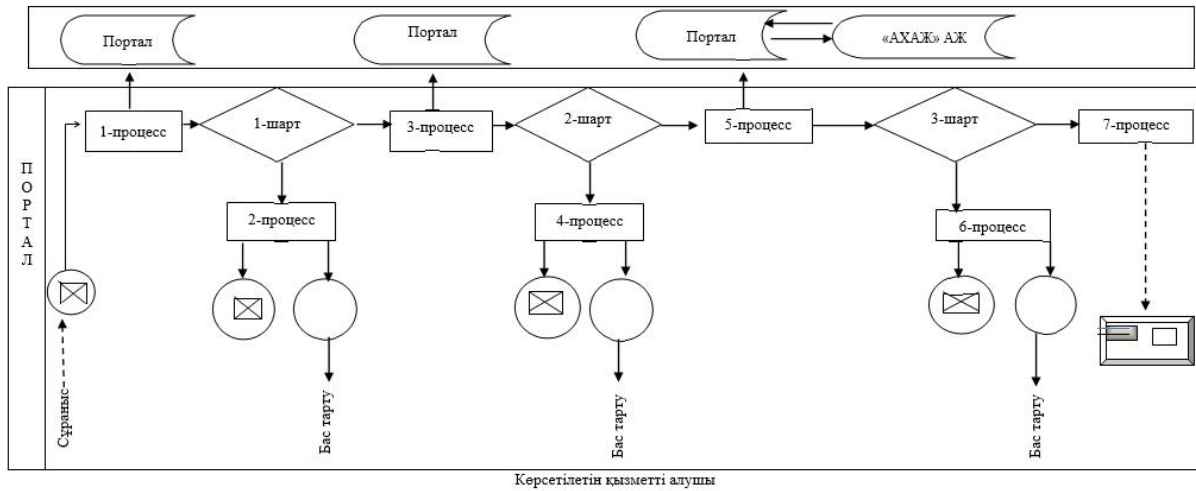 Портал
Портал
Портал
«АХАЖ» АЖ
ПОРТАЛ
1-процесс
1-шарт
3-процесс
2-шарт
5-процесс
3-шарт
7-процесс
2-процесс
4-процесс
6-процесс
Сұраныс
Бас тарту
Бас тарту
Бас тарту
Көрсетілетін қызметті алушы